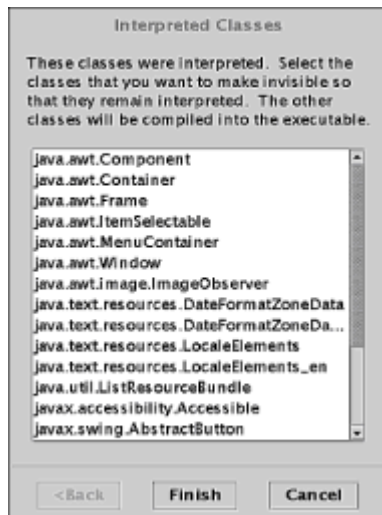 Interpreted Classes
These classes were interpreted. Select the
classes that you want to make invisible so
that they remain interpreted. The other
classes will be compiled into the executable.
java.awt.Component
java.awt.Container
java.awt.Frame
java.awt.ItemSelectable
java.awt.MenuContainer
java.awt.Window
java.awt.image.ImageObserver
java.text.resources.DateFormatZoneData
java.text.resources.DateFormatZoneDa...
java.text.resources.LocaleElements
java.text.resources.LocaleElements_en
java.util.ListResourceBundle
javax.accessibility.Accessible
javax.swing.AbstractButton
<Back Finish Cancel